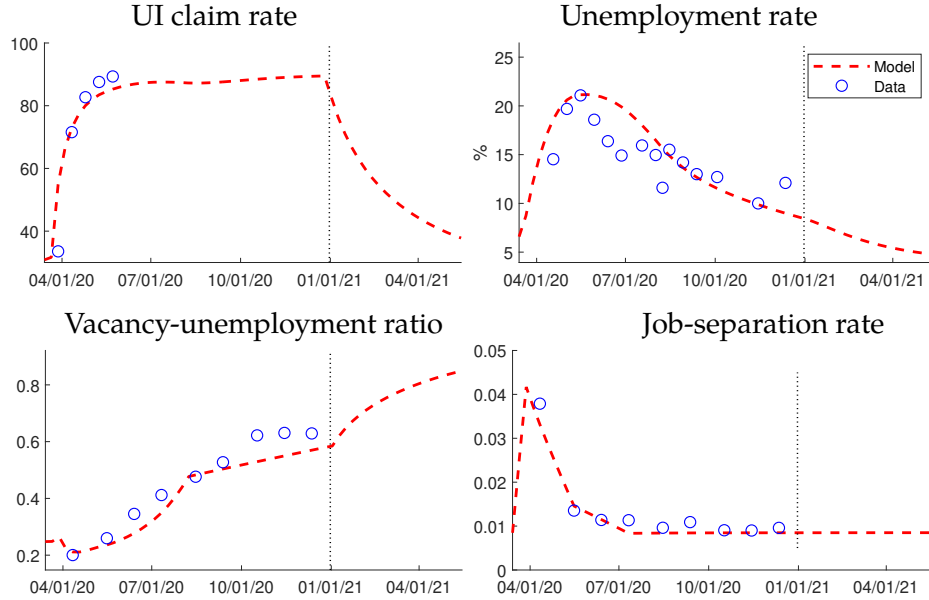 UI claim rate
100
80
60
40
04/01/20 07/01/20 10/01/20 01/01/21 04/01/21
Unemployment rate
%
25
20
15
10
5
Model
Data
04/01/20 07/01/20 10/01/20 01/01/21 04/01/21
Vacancy-unemployment ratio
0.8
0.6
0.4
0.2
04/01/20 07/01/20 10/01/20 01/01/21 04/01/21
Job-separation rate
0.05
0.04
0.03
0.02
0.01
0
04/01/20 07/01/20 10/01/20 01/01/21 04/01/21